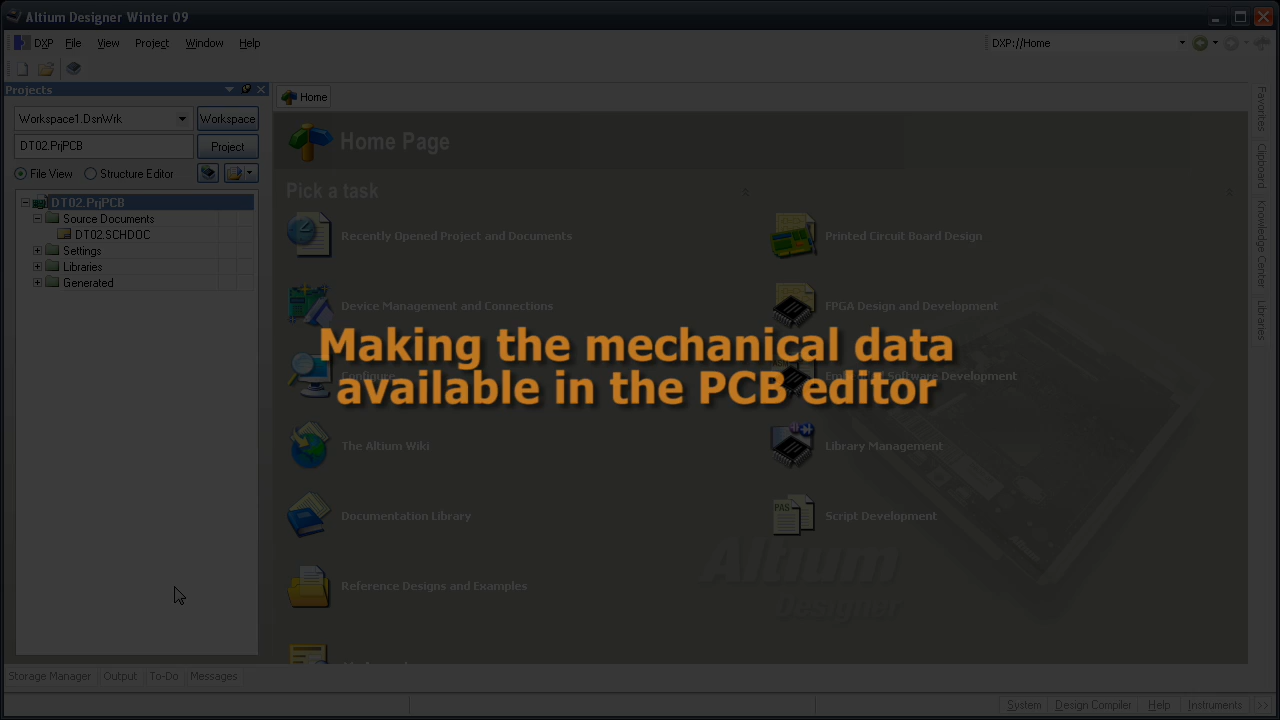 Altium Designer Winter 09
DXP File View Project Window Help
DXP://Home
Projects
Home
Workspace1.DsnWrk Workspace
DT02.PrjPCB Project
File View Structure Editor
DT02.PrjPCB
Source Documents
DT02.SCHDOC
Settings
Libraries
Generated
Home Page
Pick a task
Recently Opened Project and Documents
Printed Circuit Board Design
Device Management and Connections
FPGA Design and Development
Making the mechanical data
available in the PCB editor
Configure
Software Development
The Altium Wiki
Library Management
Documentation Library
PAS
Script Development
Reference Designs and Examples
Altium
Designer
Favorites
Clipboard
Knowledge Center
Libraries
Storage Manager Output To-Do Messages
System Design Compiler Help Instruments >>